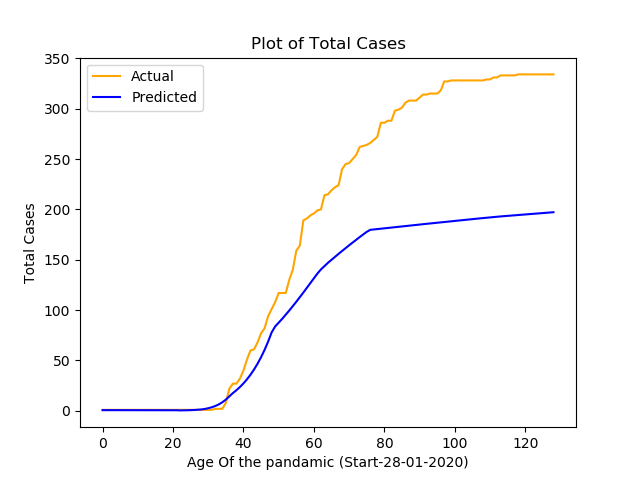 Plot of Total Cases
Actual
Predicted
350
300
250
200
150
100
50
0
Total Cases
0 20 40 60 80 100 120
Age Of the pandamic (Start-28-01-2020)